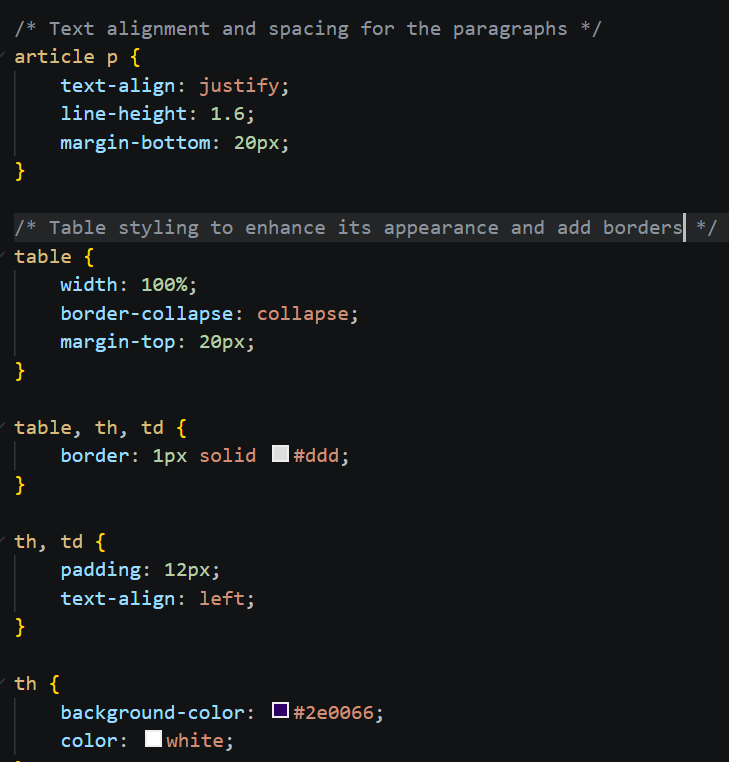 /* Text alignment and spacing for the paragraphs */
article p {
    text-align: justify;
    line-height: 1.6;
    margin-bottom: 20px;
}

/* Table styling to enhance its appearance and add borders */
table {
    width: 100%;
    border-collapse: collapse;
    margin-top: 20px;
}

table, th, td {
    border: 1px solid #ddd;
}

th, td {
    padding: 12px;
    text-align: left;
}

th {
    background-color: #2e0066;
    color: white;